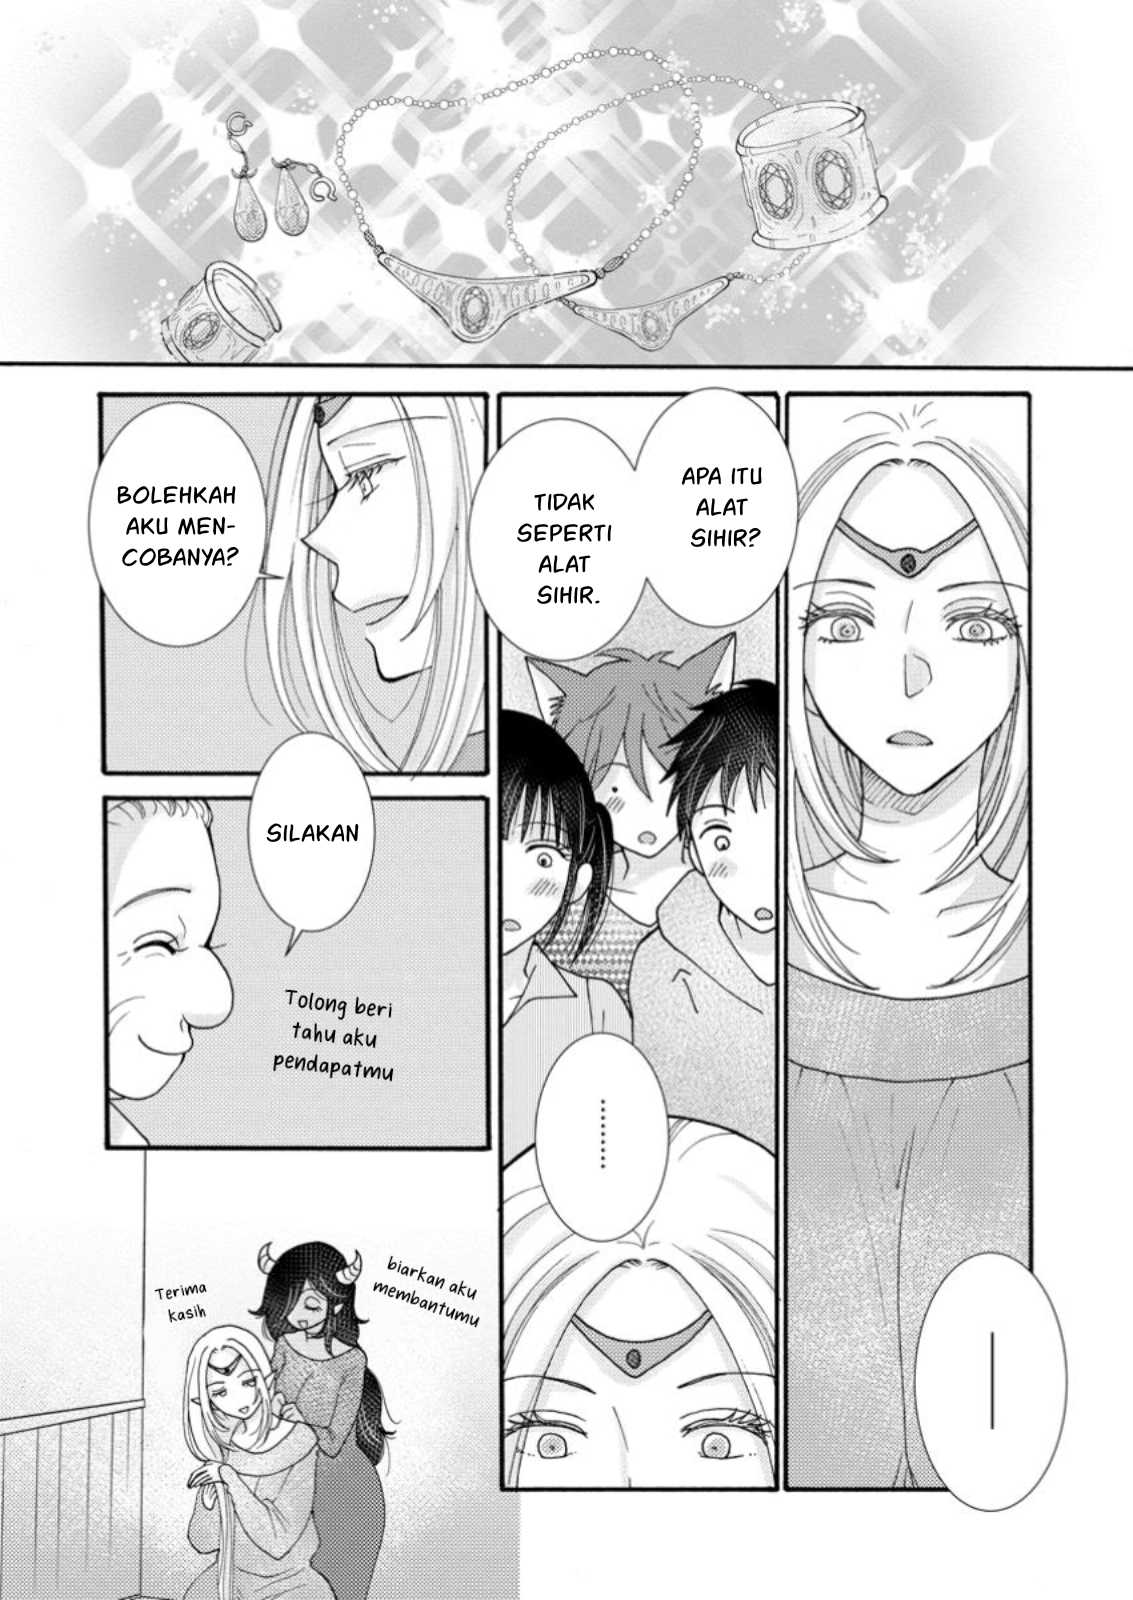 APA ITU
ALAT
SIHIR?
TIDAK
SEPERTI
ALAT
SIHIR.
BOLEHKAH
AKU MEN-
COBANYA?
SILAKAN
Tolong beri
tahu aku
pendapatmu
.........
biarkan aku
membantumu
Terima
kasih